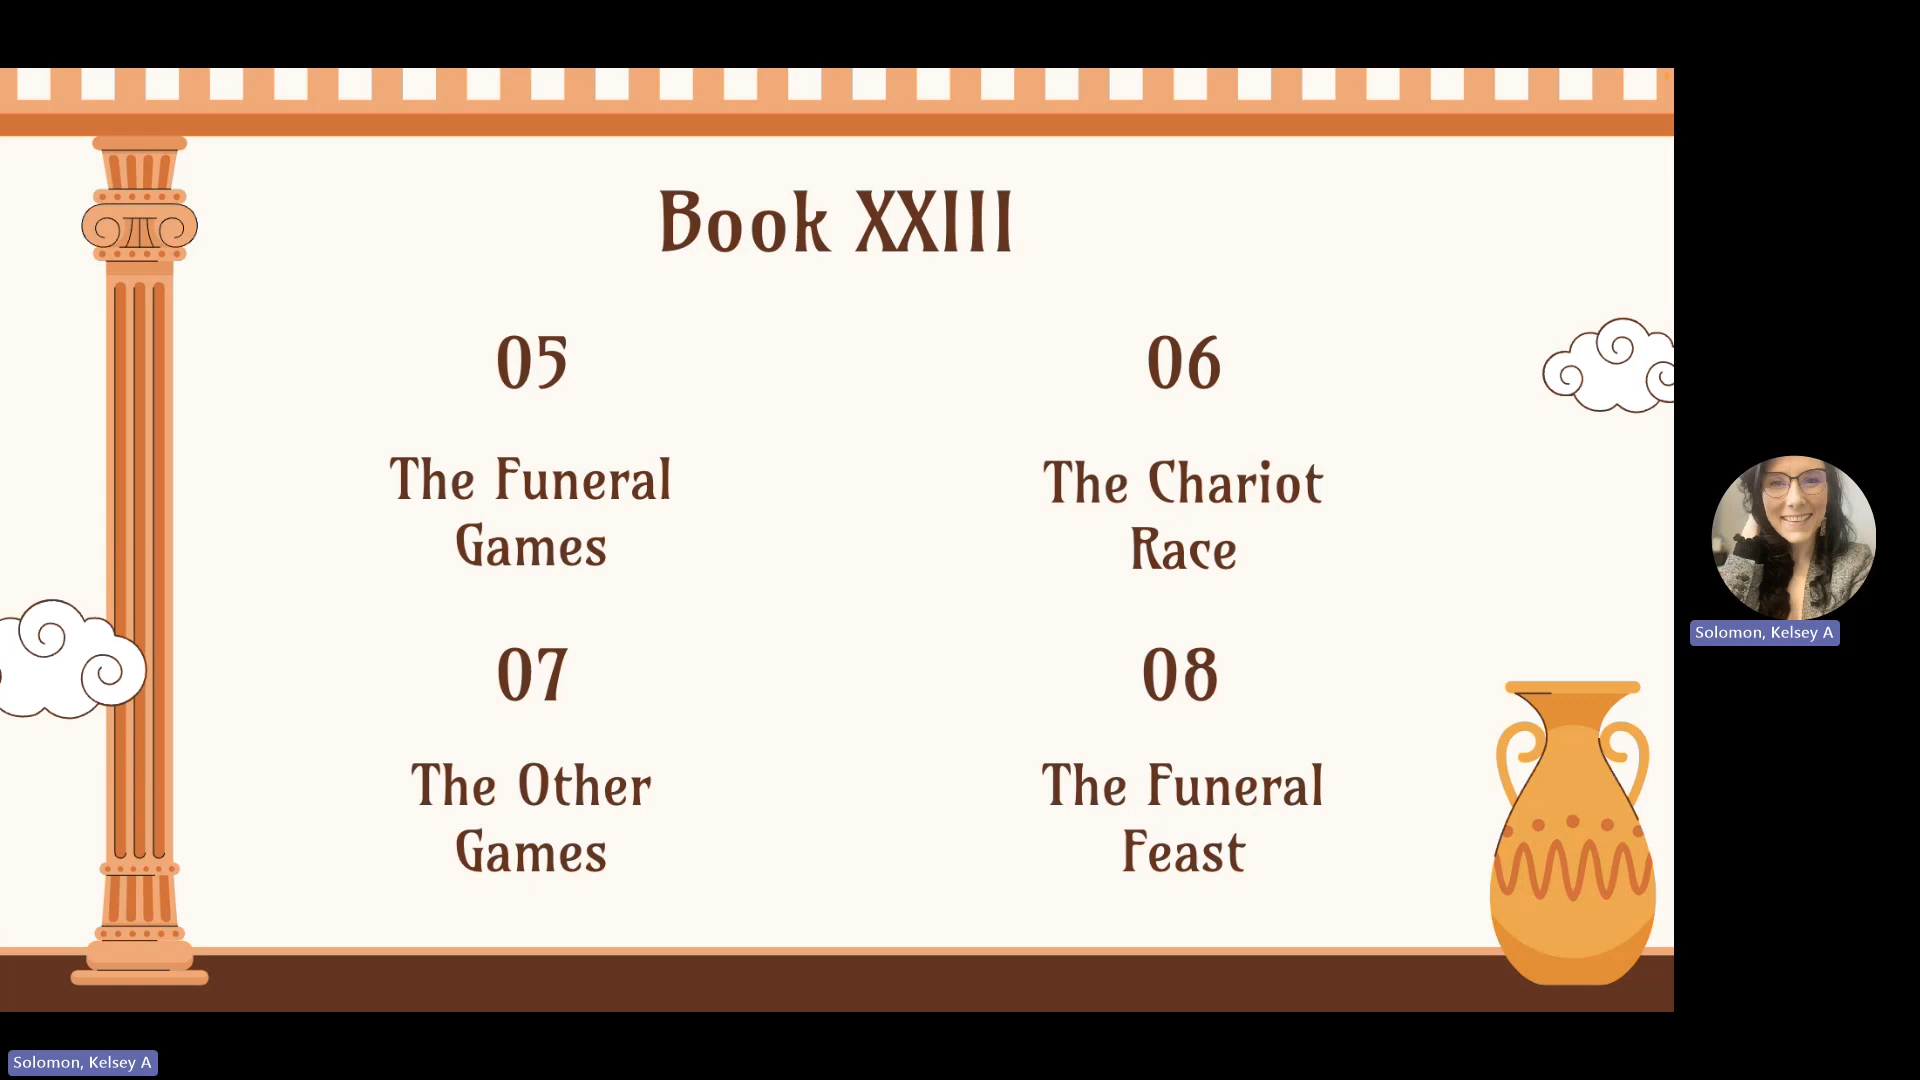 Book XXIII
05
The Funeral
Games
06
The Chariot
Race
07
The Other
Games
08
The Funeral
Feast
Solomon, Kelsey A
Solomon, Kelsey A